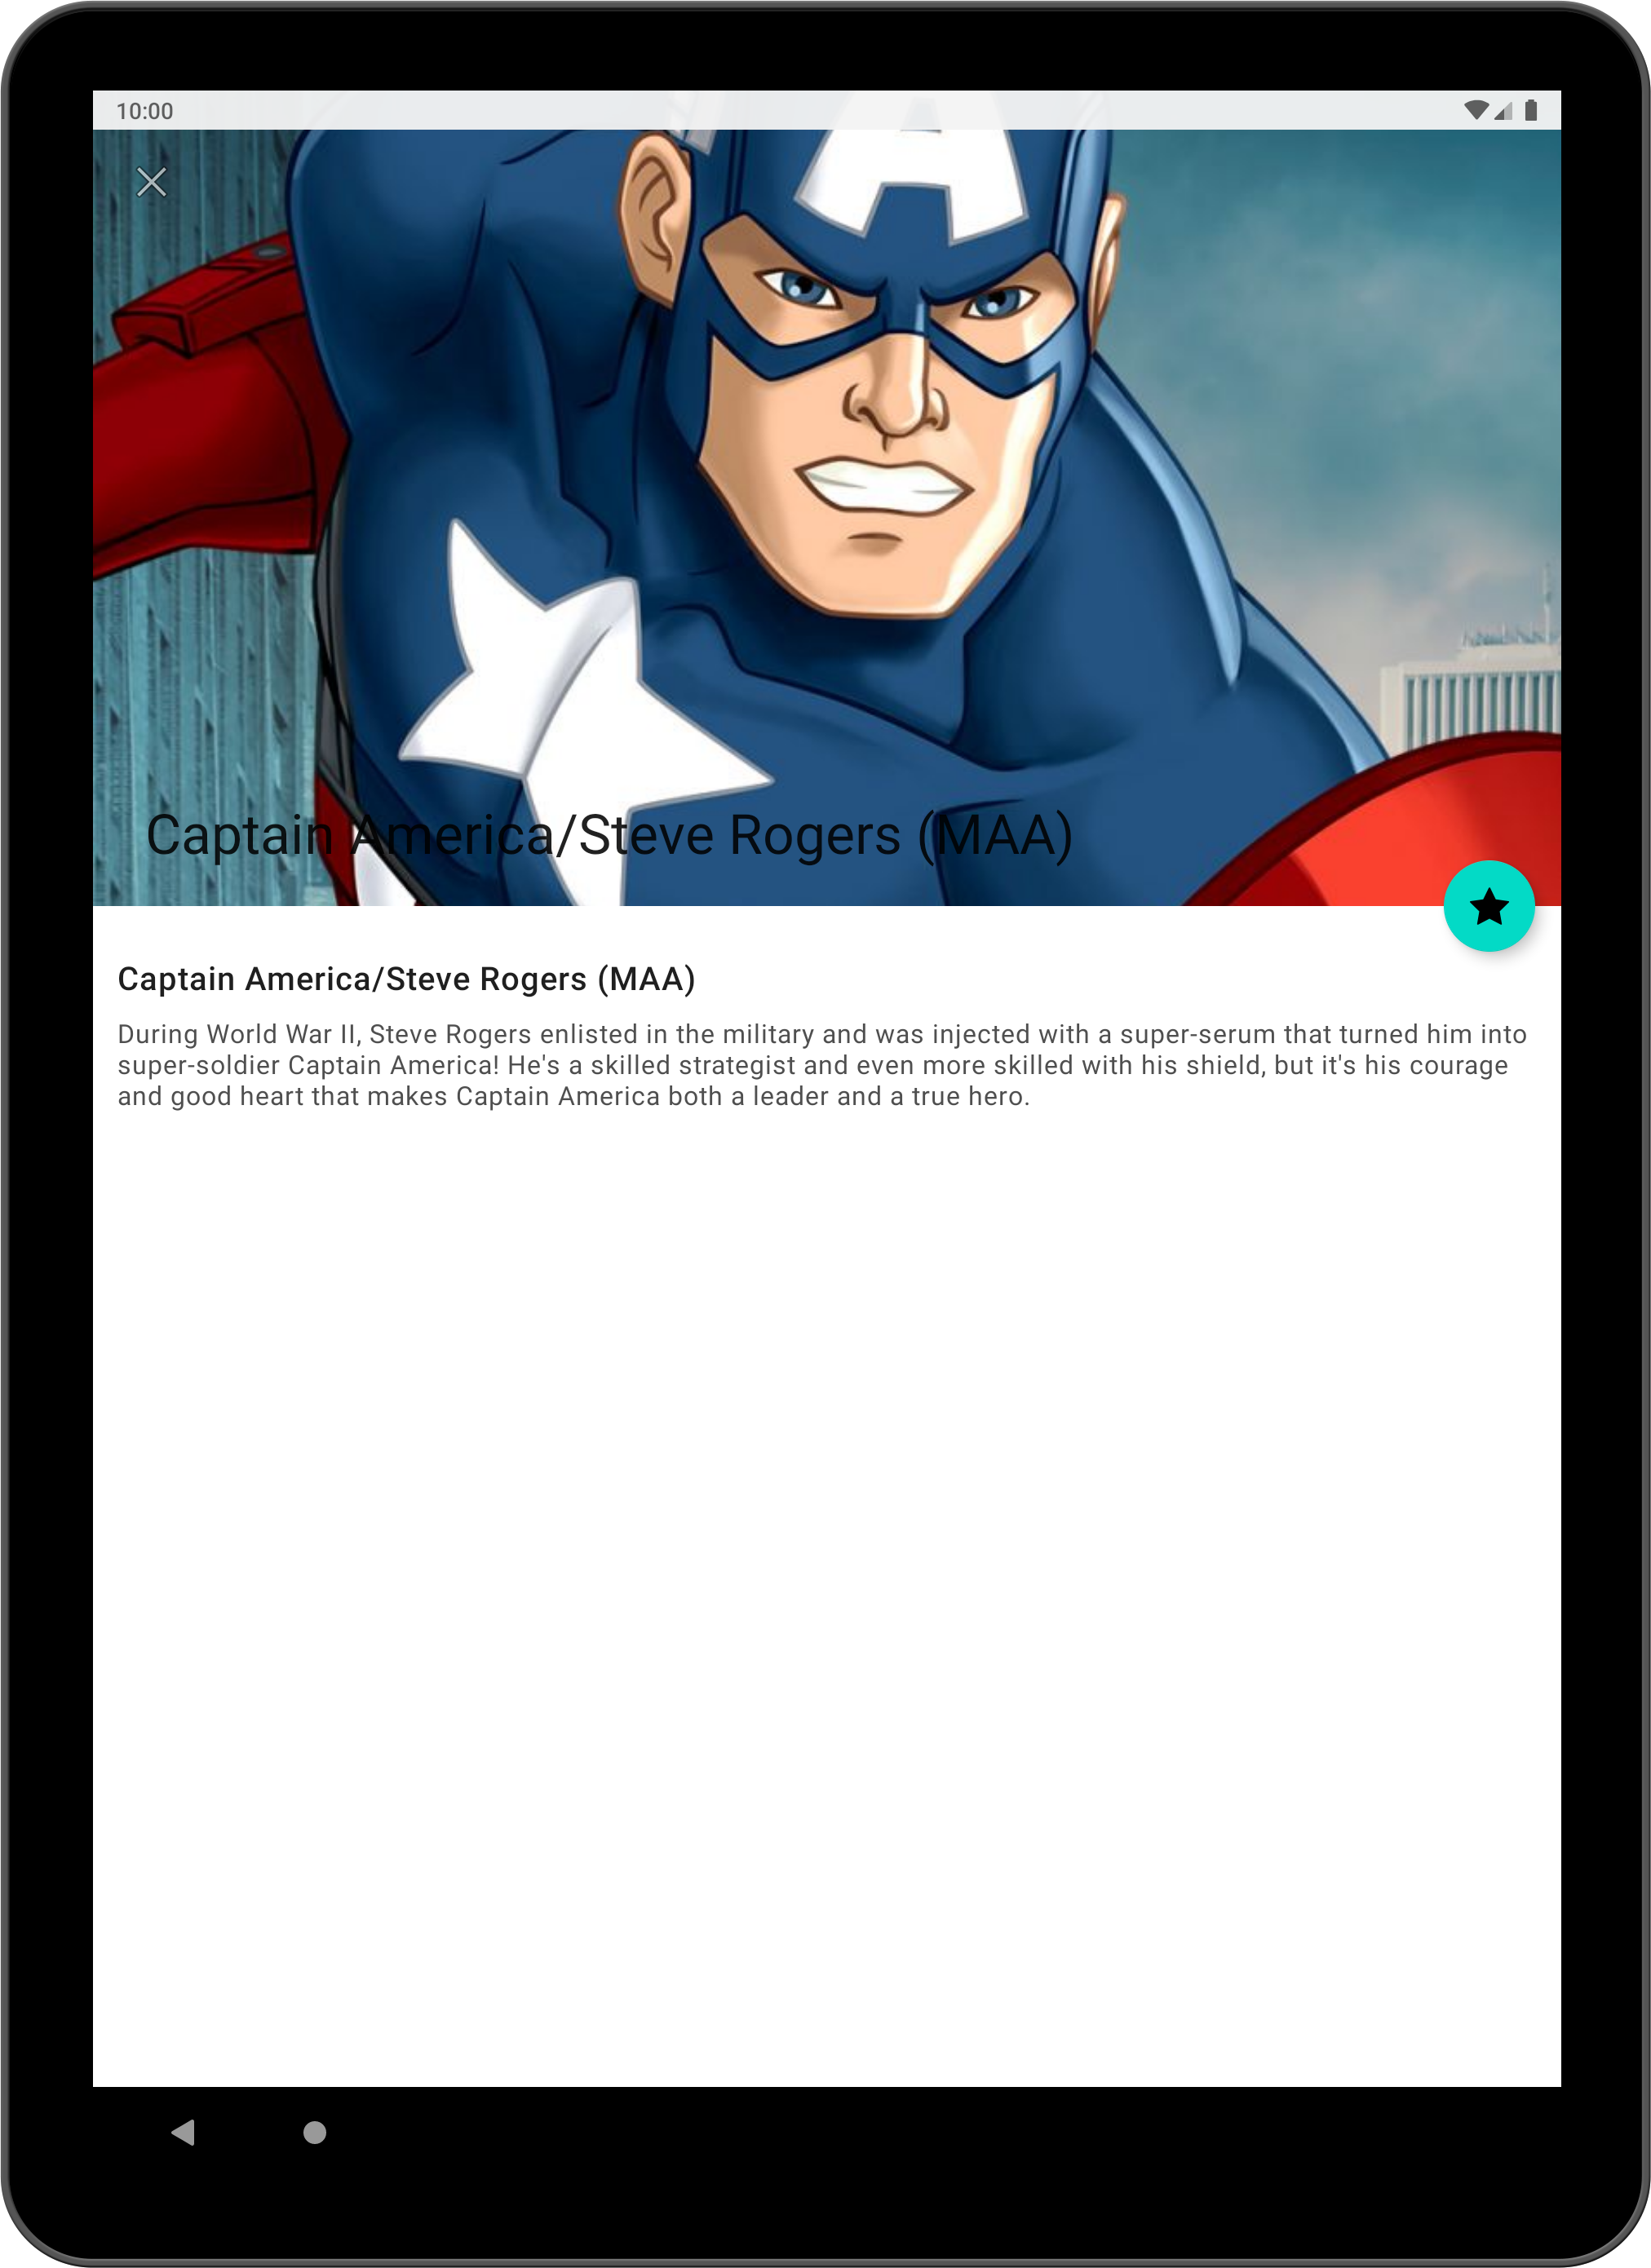 10:00
A
Captain America/Steve Rogers (MAA)
Captain America/Steve Rogers (MAA)
During World War II, Steve Rogers enlisted in the military and was injected with a super-serum that turned him into
super-soldier Captain America! He's a skilled strategist and even more skilled with his shield, but it's his courage
and good heart that makes Captain America both a leader and a true hero.